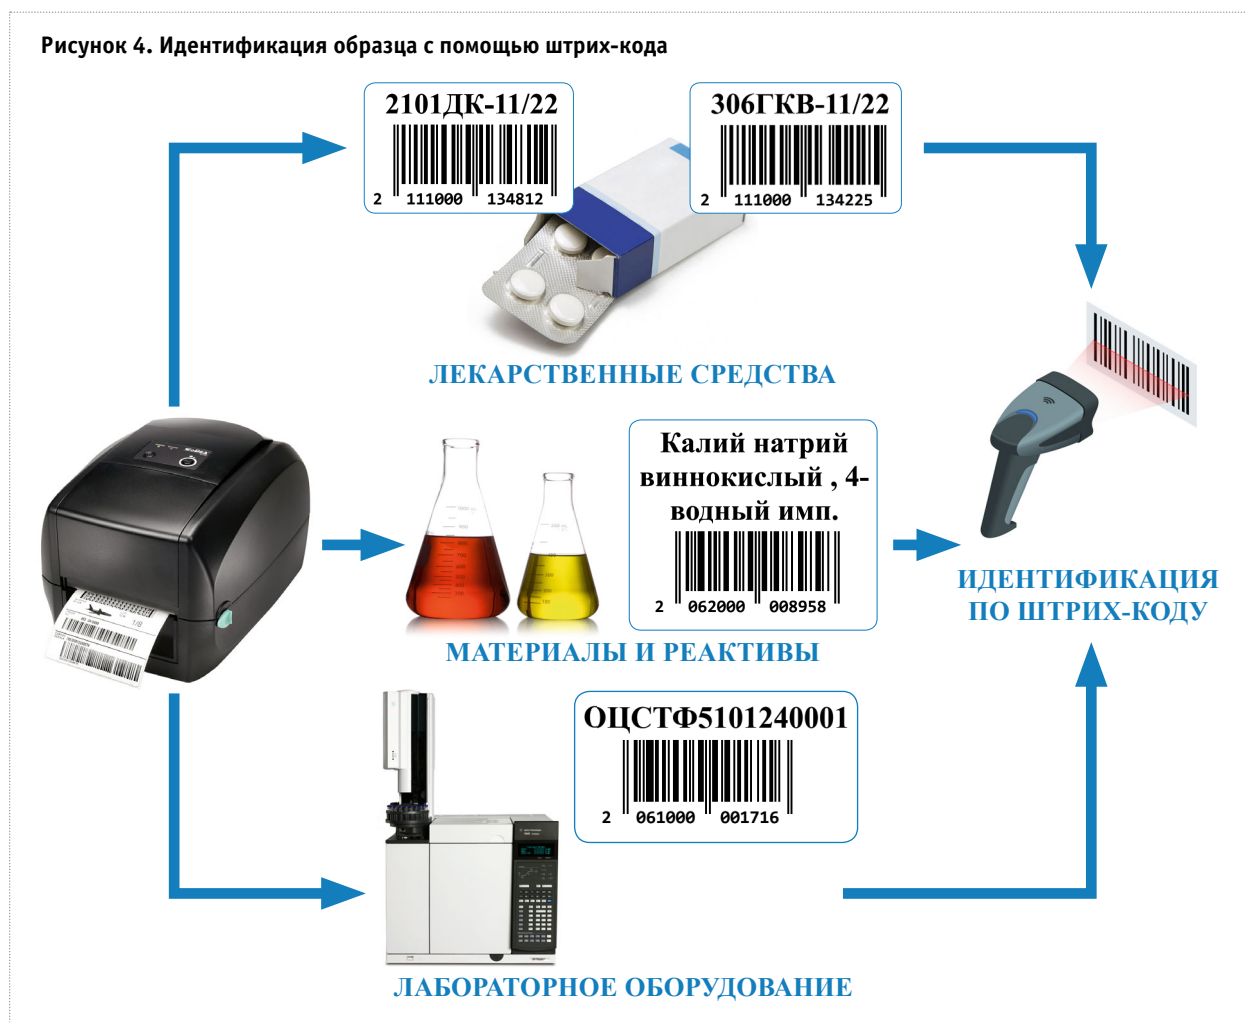 Рисунок 4. Идентификация образца с помощью штрих-кода
2101ДК-11/22
2 111000 134812
306ГКВ-11/22
2 111000 134225
ЛЕКАРСТВЕННЫЕ СРЕДСТВА
Калий натрий
виннокислый , 4-
водный имп.
2 062000 008958
МАТЕРИАЛЫ И РЕАКТИВЫ
ИДЕНТИФИКАЦИЯ
ПО ШТРИХ-КОДУ
ОЦСТФ5101240001
2 061000 001716
ЛАБОРАТОРНОЕ ОБОРУДОВАНИЕ